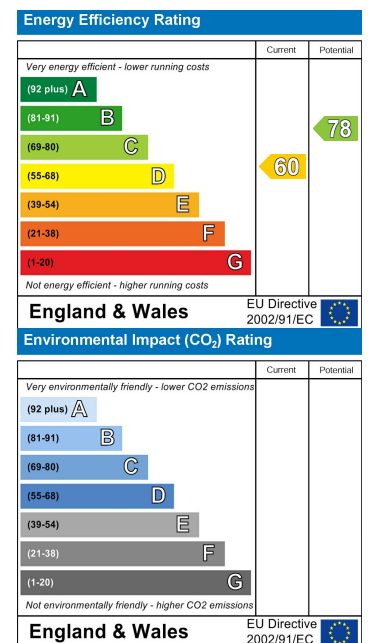 Energy Efficiency Rating
Current Potential
Very energy efficient - lower running costs
(92 plus) A
(81-91) B
(69-80) C
(55-68) D
(39-54) E
(21-38) F
(1-20) G
60
78
Not energy efficient - higher running costs
England & Wales
EU Directive
2002/91/EC
Environmental Impact (CO₂) Rating
Current Potential
Very environmentally friendly - lower CO2 emissions
(92 plus) A
(81-91) B
(69-80) C
(55-68) D
(39-54) E
(21-38) F
(1-20) G
Not environmentally friendly - higher CO2 emissions
England & Wales
EU Directive
2002/91/EC